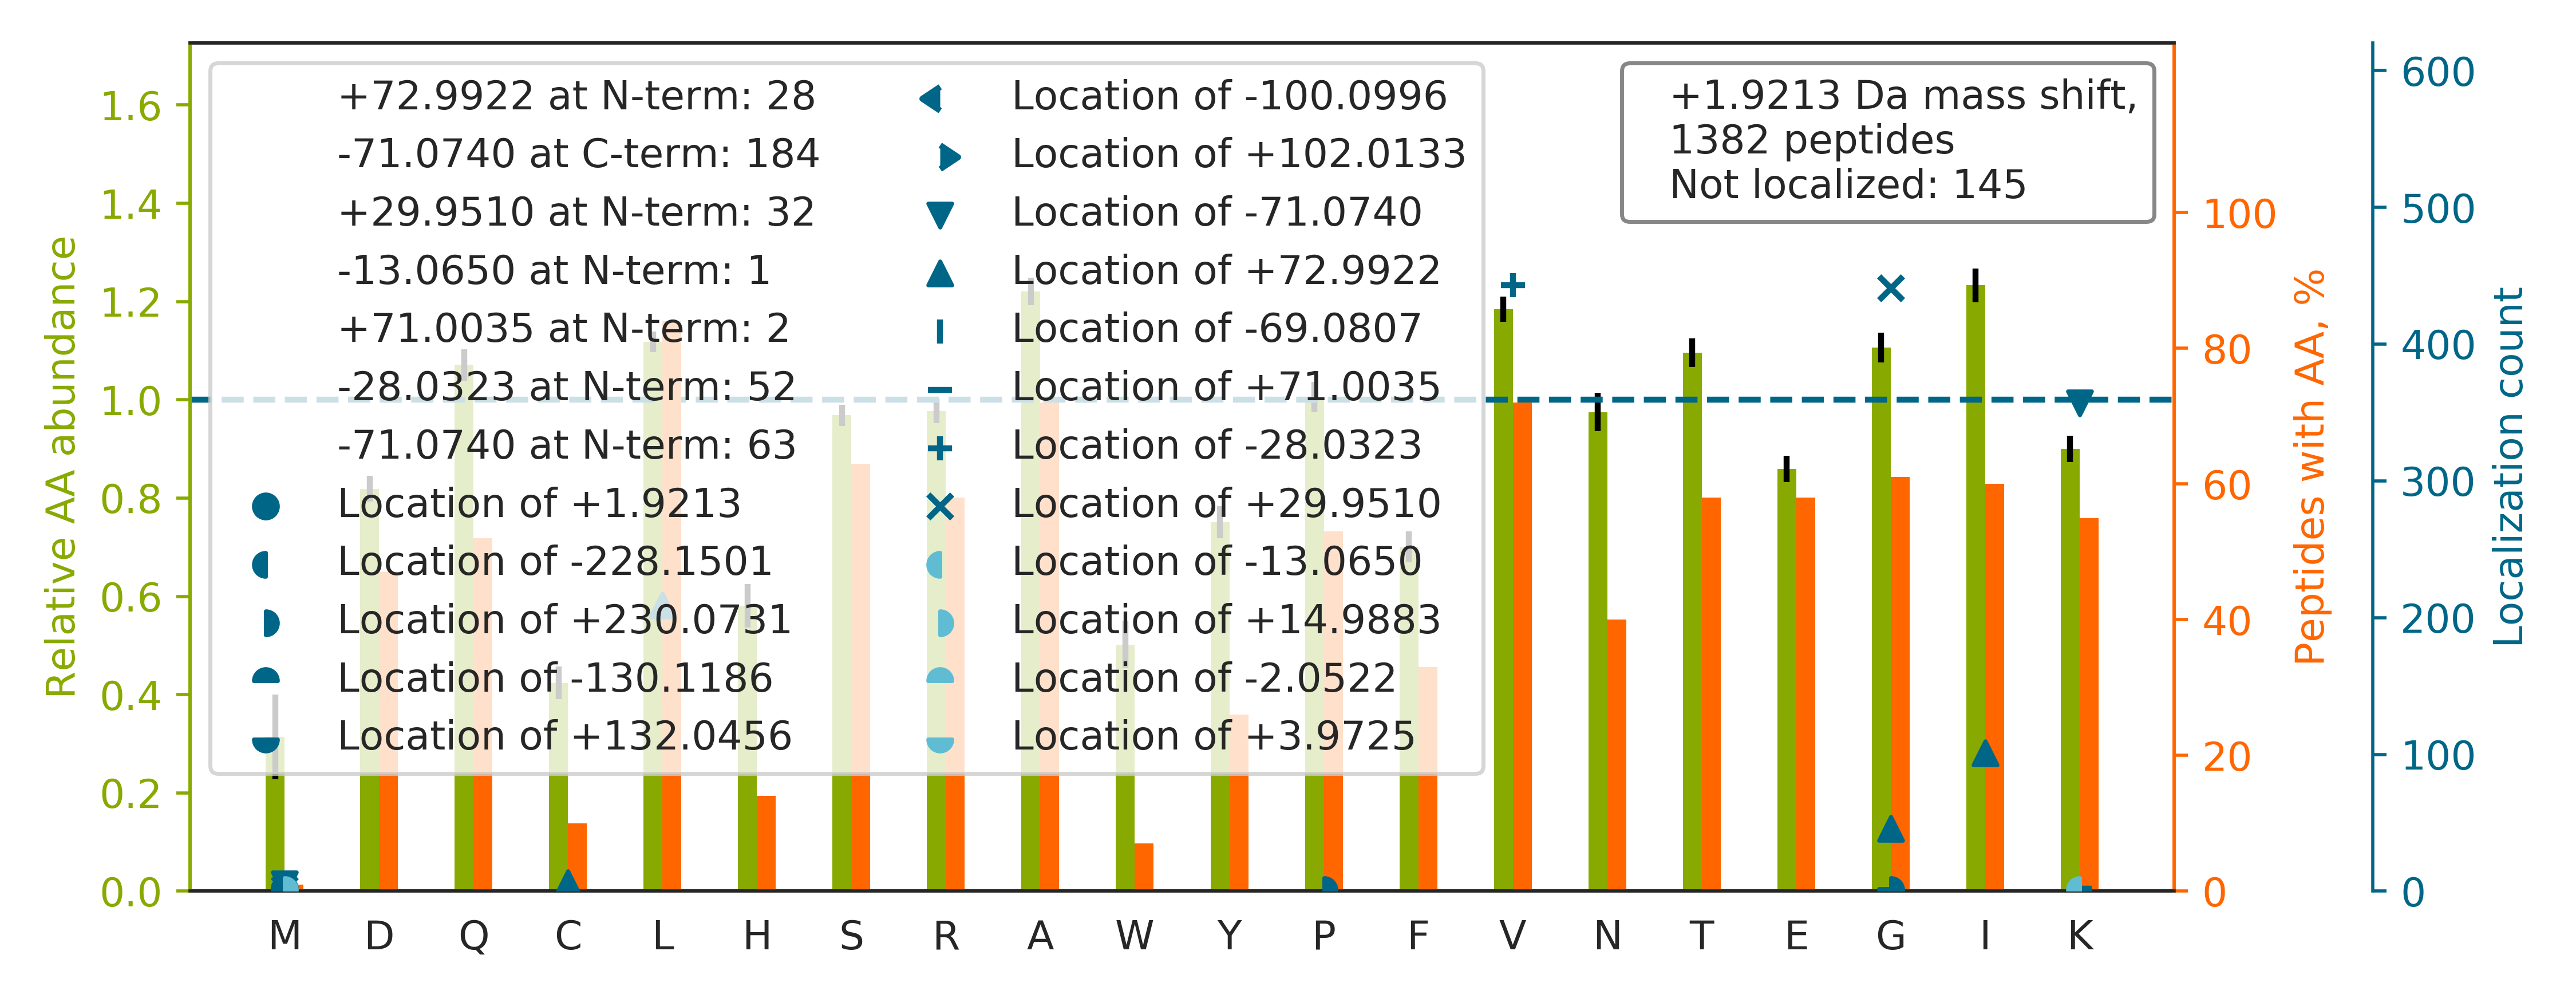 +72.9922 at N-term: 28
-71.0740 at C-term: 184
+29.9510 at N-term: 32
-13.0650 at N-term: 1
+71.0035 at N-term: 2
-28.0323 at N-term: 52
-71.0740 at N-term: 63
Location of +1.9213
Location of -228.1501
Location of +230.0731
Location of -130.1186
Location of +132.0456
Location of -100.0996
Location of +102.0133
Location of -71.0740
Location of +72.9922
Location of -69.0807
Location of +71.0035
Location of -28.0323
Location of +29.9510
Location of -13.0650
Location of +14.9883
Location of -2.0522
Location of +3.9725
+1.9213 Da mass shift,
1382 peptides
Not localized: 145
Relative AA abundance
1.6
1.4
1.2
1.0
0.8
0.6
0.4
0.2
0.0
M D Q C L H S R A W Y P F V N T E G I K
100
80
60
40
20
0
Peptides with AA, %
600
500
400
300
200
100
0
Localization count